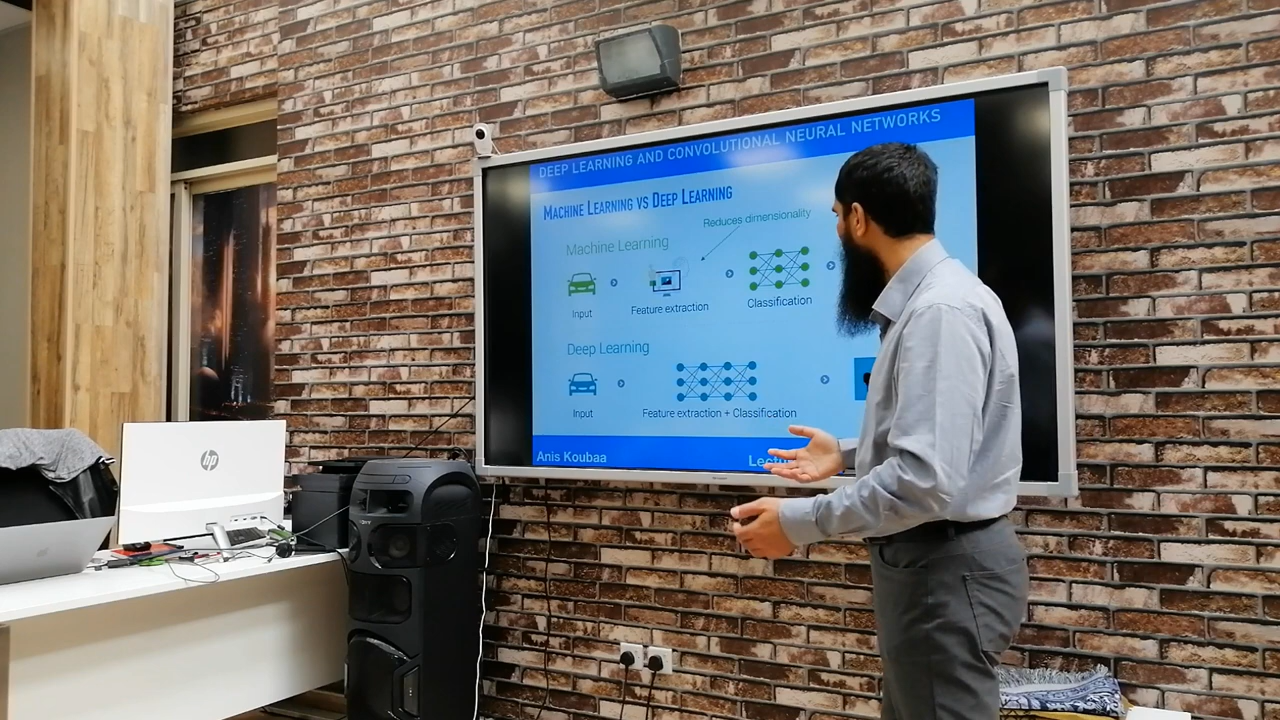 DEEP LEARNING AND CONVOLUTIONAL NEURAL NETWORKS
MACHINE LEARNING VS DEEP LEARNING
Reduces dimensionality
Machine Learning
Input
Feature extraction
Classification
Deep Learning
Input
Feature extraction + Classification
Anis Koubaa
hp
SONY